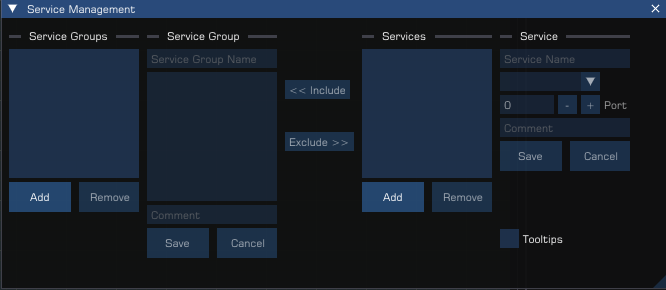 Service Management
Service Groups
Service Group
Services
Service
Service Group Name
Service Name
<< Include
0
-
+
Port
Comment
Exclude >>
Save
Cancel
Add
Remove
Add
Remove
Comment
Save
Cancel
Tooltips